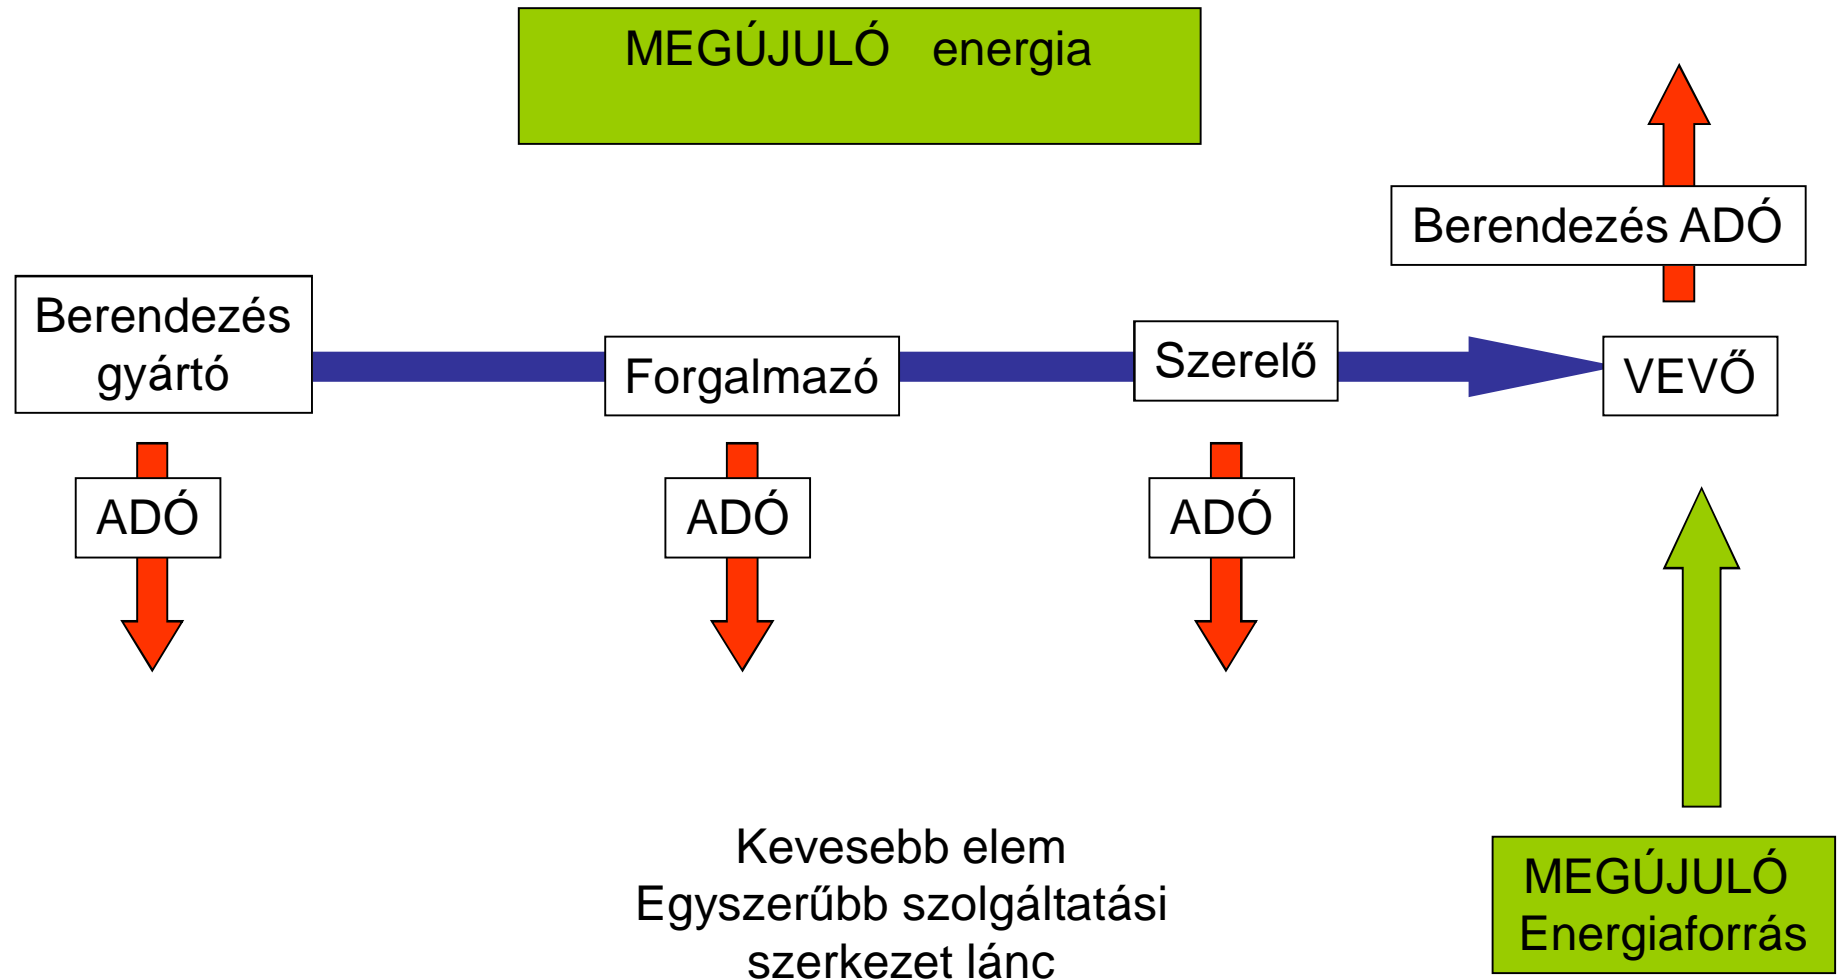 MEGÚJULÓ energia
Berendezés ADÓ
Berendezés
gyártó
Forgalmazó
Szerelő
VEVŐ
ADÓ
ADÓ
ADÓ
Kevesebb elem
Egyszerűbb szolgáltatási
szerkezet lánc
MEGÚJULÓ
Energiaforrás